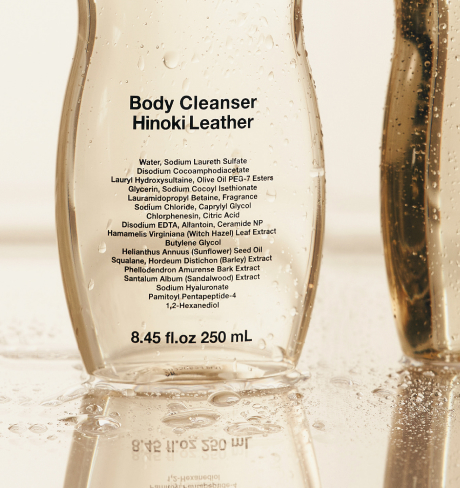 Body Cleanser
Hinoki Leather
Water, Sodium Laureth Sulfate
Disodium Cocoamphodiacetate
Lauryl Hydroxysultaine, Olive Oil PEG-7 Esters
Glycerin, Sodium Cocoyl Isethionate
Lauramidopropyl Betaine, Fragrance
Sodium Chloride, Caprylyl Glycol
Chlorphenesin, Citric Acid
Disodium EDTA, Allantoin, Ceramide NP
Hamamelis Virginiana (Witch Hazel) Leaf Extract
Butylene Glycol
Helianthus Annuus (Sunflower) Seed Oil
Squalane, Hordeum Distichon (Barley) Extract
Phellodendron Amurense Bark Extract
Santalum Album (Sandalwood) Extract
Sodium Hyaluronate
Pamitoyl Pentapeptide-4
1,2-Hexanediol
8.45 fl.oz 250 mL